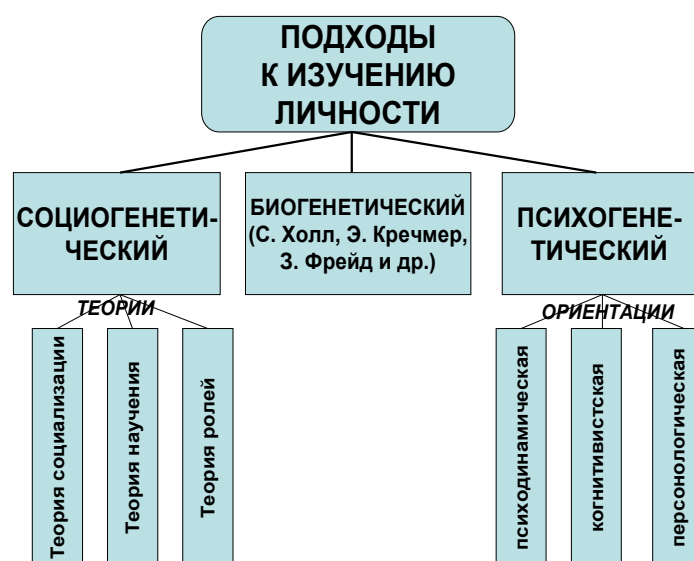 ПОДХОДЫ
К ИЗУЧЕНИЮ
ЛИЧНОСТИ
СОЦИОГЕНЕТИ-
ЧЕСКИЙ
БИОГЕНЕТИЧЕСКИЙ
(С. Холл, Э. Кречмер,
З. Фрейд и др.)
ПСИХОГЕНЕ-
ТИЧЕСКИЙ
ТЕОРИИ
ОРИЕНТАЦИИ
Теория социализации
Теория научения
Теория ролей
психодинамическая
когнитивистская
персонологическая